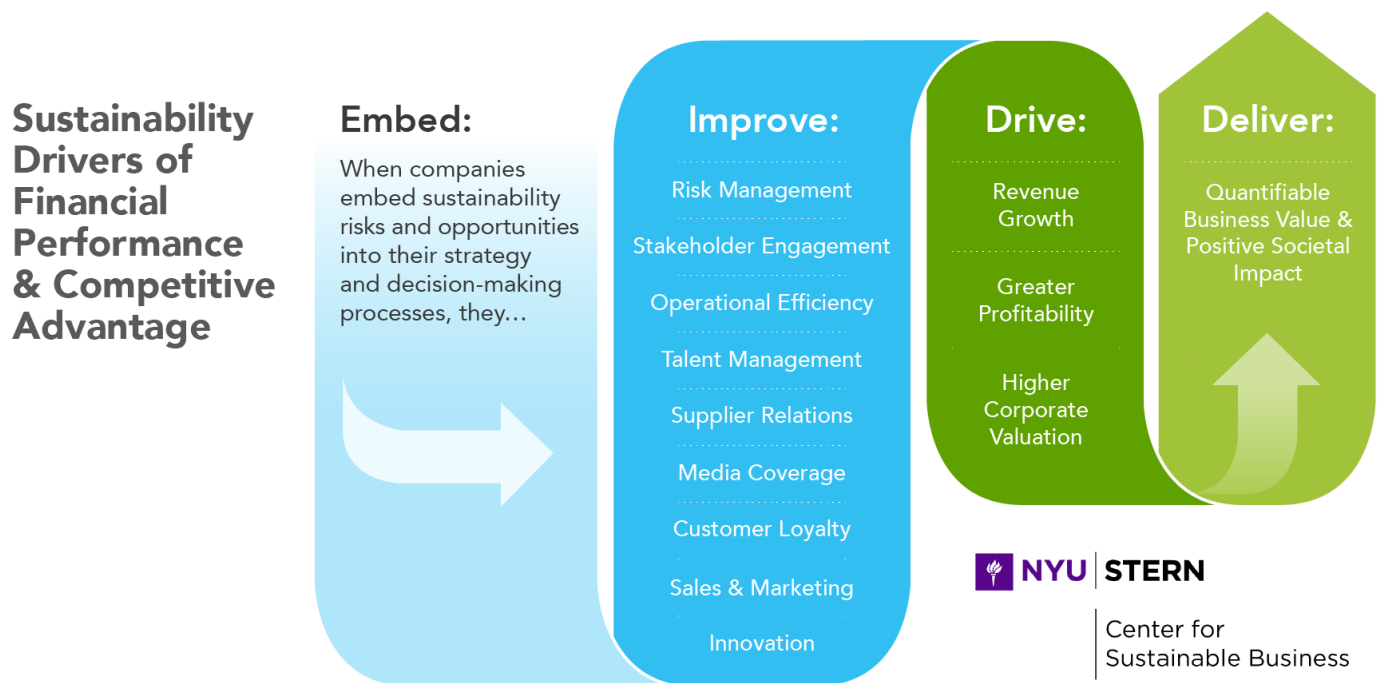 Sustainability
Drivers of
Financial
Performance
& Competitive
Advantage
Embed:
When companies
embed sustainability
risks and opportunities
into their strategy
and decision-making
processes, they…
Improve:
Risk Management
Stakeholder Engagement
Operational Efficiency
Talent Management
Supplier Relations
Media Coverage
Customer Loyalty
Sales & Marketing
Innovation
Drive:
Revenue
Growth
Greater
Profitability
Higher
Corporate
Valuation
Deliver:
Quantifiable
Business Value &
Positive Societal
Impact
NYU STERN
Center for
Sustainable Business